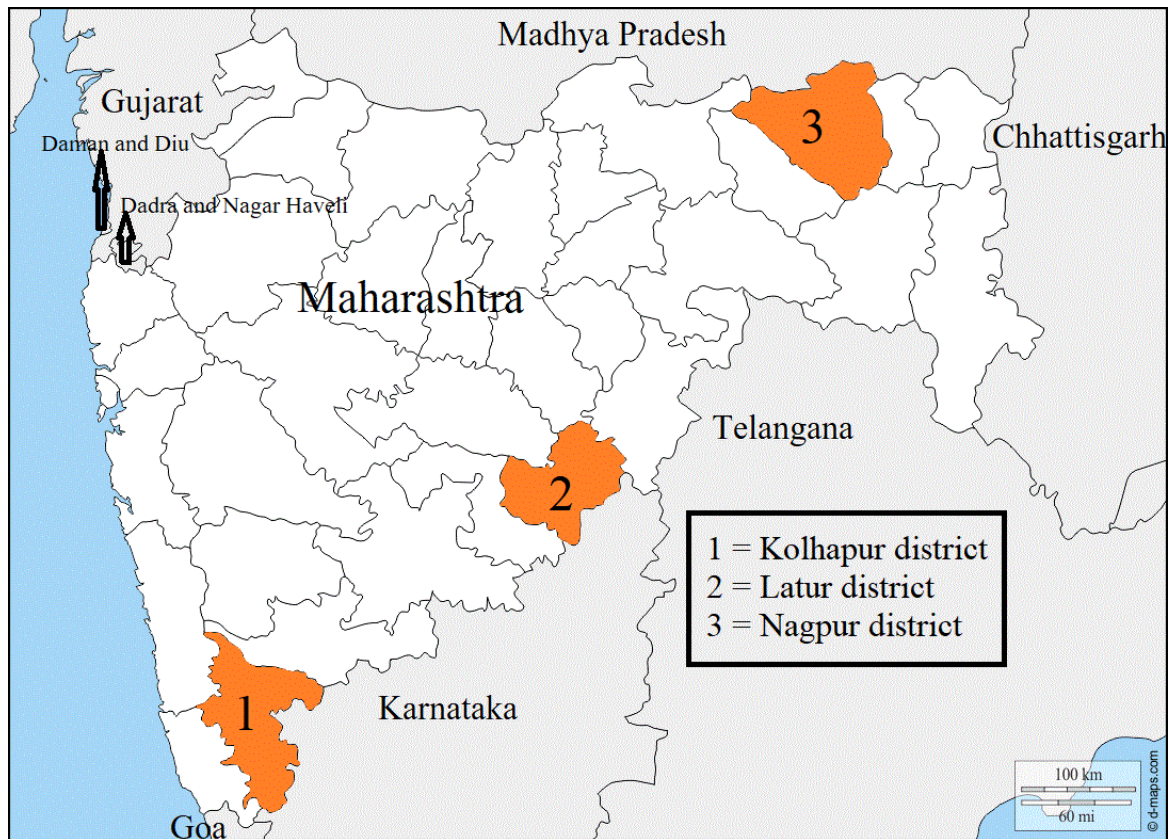 Madhya Pradesh
Gujarat
3
Chhattisgarh
Daman and Diu
Dadra and Nagar Haveli
Maharashtra
Telangana
2
1 = Kolhapur district
2 = Latur district
3 = Nagpur district
1
Karnataka
100 km
60 mi
© d-maps.com
Goa